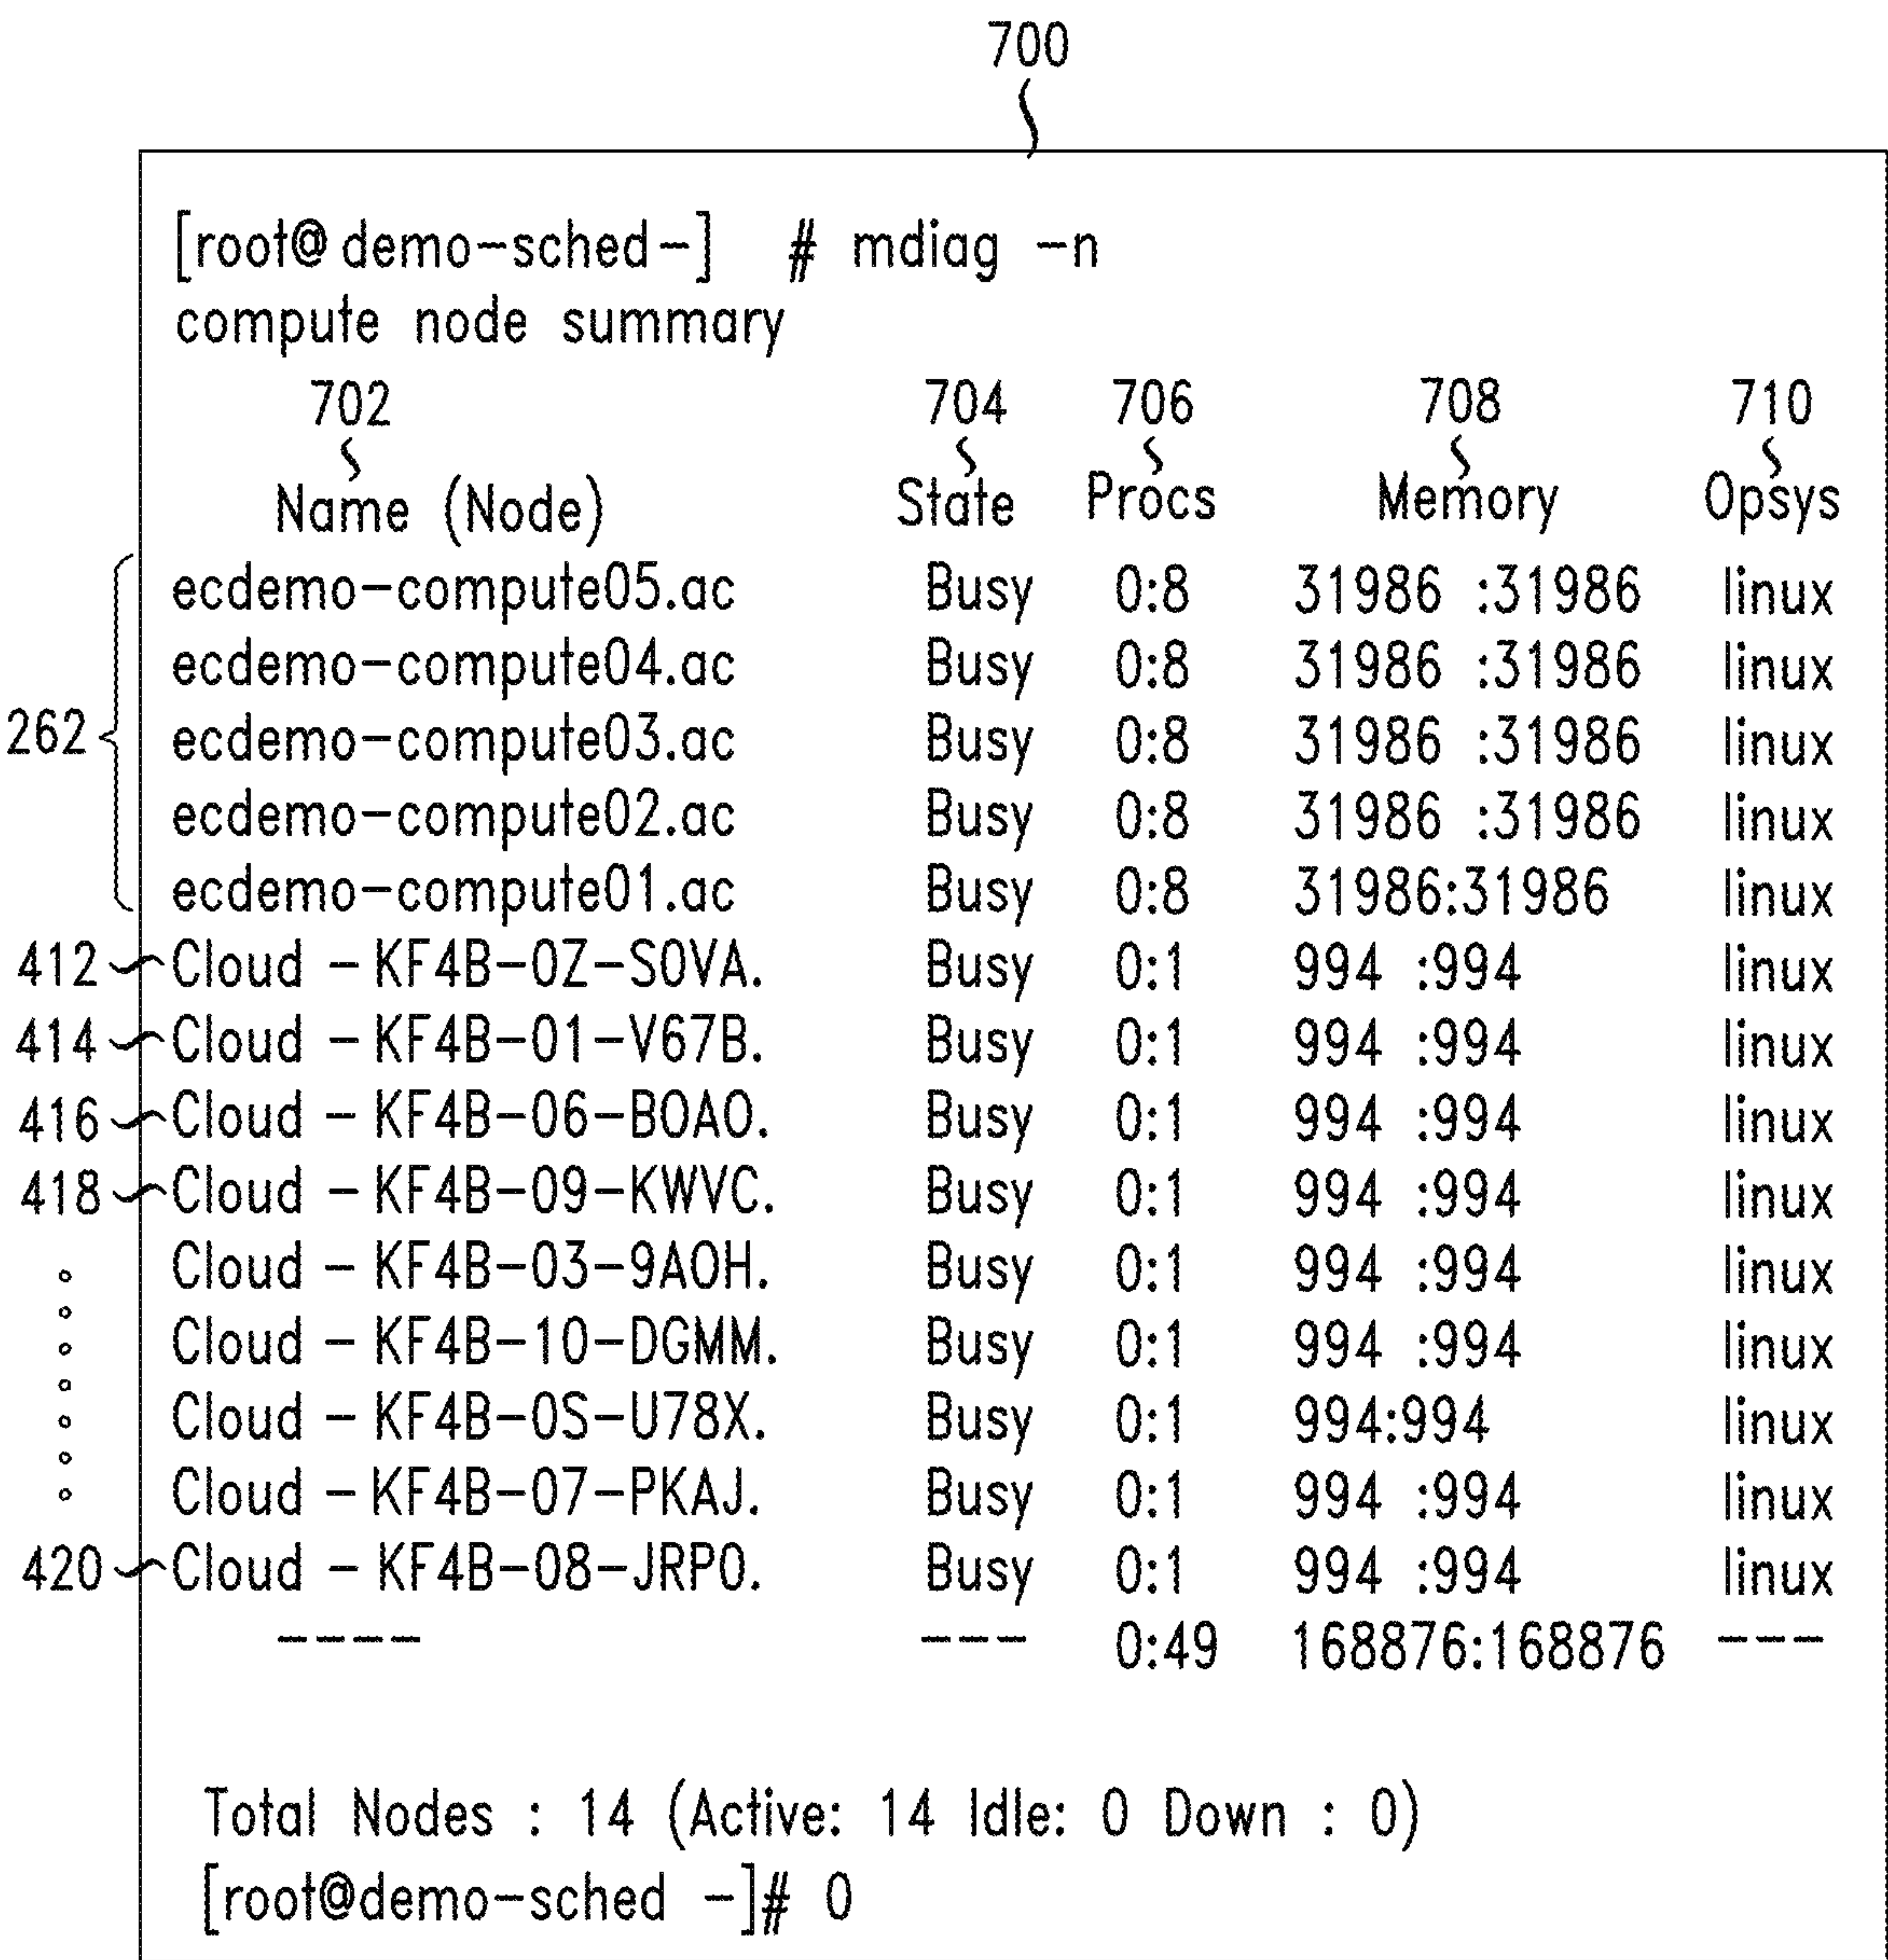 700
[root@ demo-sched-] # mdiag -n
compute node summary
702 704 706 708 710
Name (Node) State Procs Memory Opsys
ecdemo-compute05.ac Busy 0:8 31986 :31986 linux
ecdemo-compute04.ac Busy 0:8 31986 :31986 linux
262 ecdemo-compute03.ac Busy 0:8 31986 :31986 linux
ecdemo-compute02.ac Busy 0:8 31986 :31986 linux
ecdemo-compute01.ac Busy 0:8 31986:31986 linux
412 Cloud - KF4B-0Z-S0VA. Busy 0:1 994 :994 linux
414 Cloud - KF4B-01-V67B. Busy 0:1 994 :994 linux
416 Cloud - KF4B-06-BOAO. Busy 0:1 994 :994 linux
418 Cloud - KF4B-09-KWVC. Busy 0:1 994 :994 linux
Cloud - KF4B-03-9AOH. Busy 0:1 994 :994 linux
Cloud - KF4B-10-DGMM. Busy 0:1 994 :994 linux
Cloud - KF4B-0S-U78X. Busy 0:1 994:994 linux
Cloud - KF4B-07-PKAJ. Busy 0:1 994 :994 linux
420 Cloud - KF4B-08-JRP0. Busy 0:1 994 :994 linux
---- --- 0:49 168876:168876 ---
Total Nodes : 14 (Active: 14 Idle: 0 Down : 0)
[root@demo-sched -]# 0